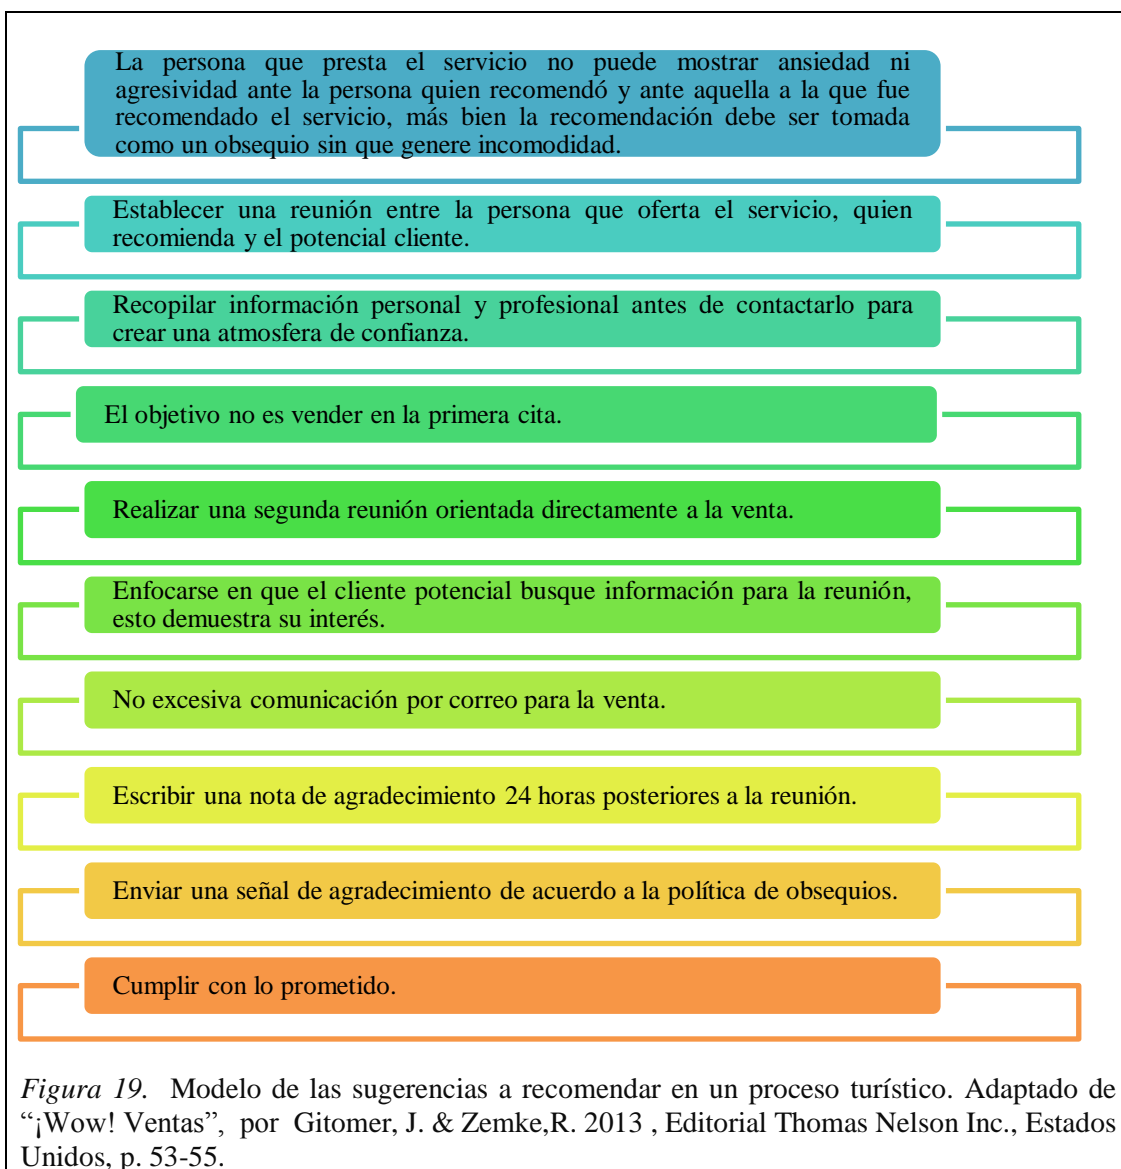 La persona que presta el servicio no puede mostrar ansiedad ni
agresividad ante la persona quien recomendó y ante aquella a la que fue
recomendado el servicio, más bien la recomendación debe ser tomada
como un obsequio sin que genere incomodidad.
Establecer una reunión entre la persona que oferta el servicio, quien
recomienda y el potencial cliente.
Recopilar información personal y profesional antes de contactarlo para
crear una atmosfera de confianza.
El objetivo no es vender en la primera cita.
Realizar una segunda reunión orientada directamente a la venta.
Enfocarse en que el cliente potencial busque información para la reunión,
esto demuestra su interés.
No excesiva comunicación por correo para la venta.
Escribir una nota de agradecimiento 24 horas posteriores a la reunión.
Enviar una señal de agradecimiento de acuerdo a la política de obsequios.
Cumplir con lo prometido.
Figura 19. Modelo de las sugerencias a recomendar en un proceso turístico. Adaptado de
“¡Wow! Ventas”, por Gitomer, J. & Zemke,R. 2013 , Editorial Thomas Nelson Inc., Estados
Unidos, p. 53-55.